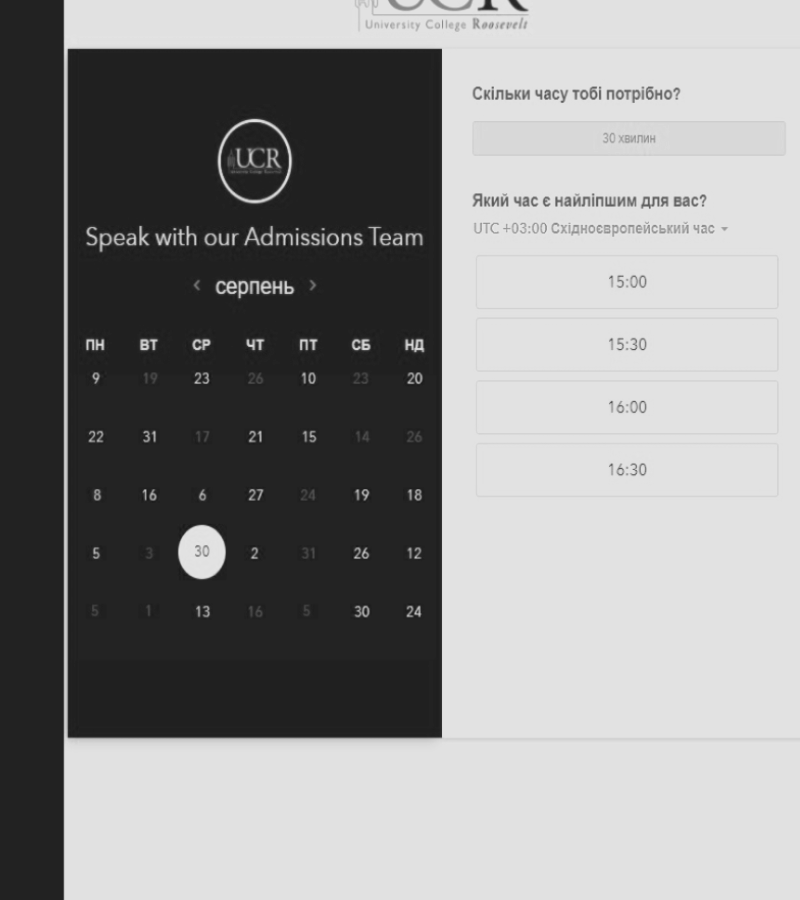 UCR
University College Roosevelt
UCR
Speak with our Admissions Team
серпень
ПН ВТ СР ЧТ ПТ СБ НД
9 19 23 26 10 23 20
22 31 17 21 15 14 26
8 16 6 27 24 19 18
5 3 30 2 31 26 12
5 1 13 16 5 30 24
Скільки часу тобі потрібно?
30 хвилин
Який час є найліпшим для вас?
UTC +03:00 Східноєвропейський час
15:00
15:30
16:00
16:30